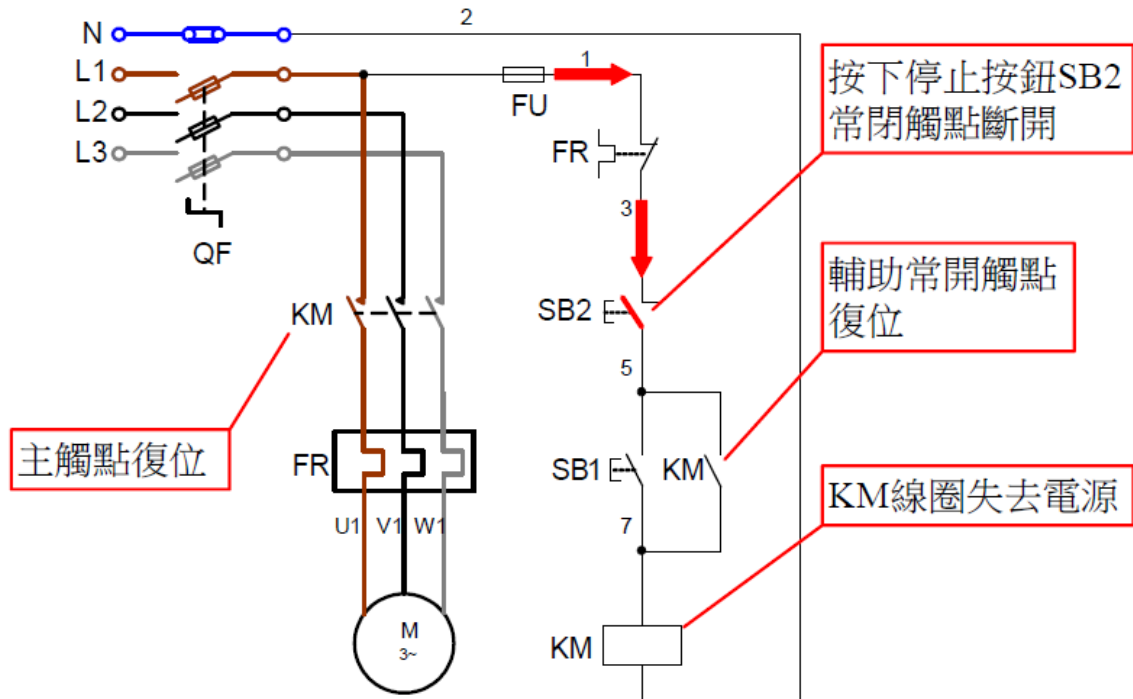 N
2
L1
1
FU
L2
L3
QF
FR
3
按下停止按鈕SB2
常閉觸點斷開
KM
SB2
輔助常開觸點
復位
5
主觸點復位
FR
SB1
KM
U1
V1
W1
7
KM線圈失去電源
M
3~
KM